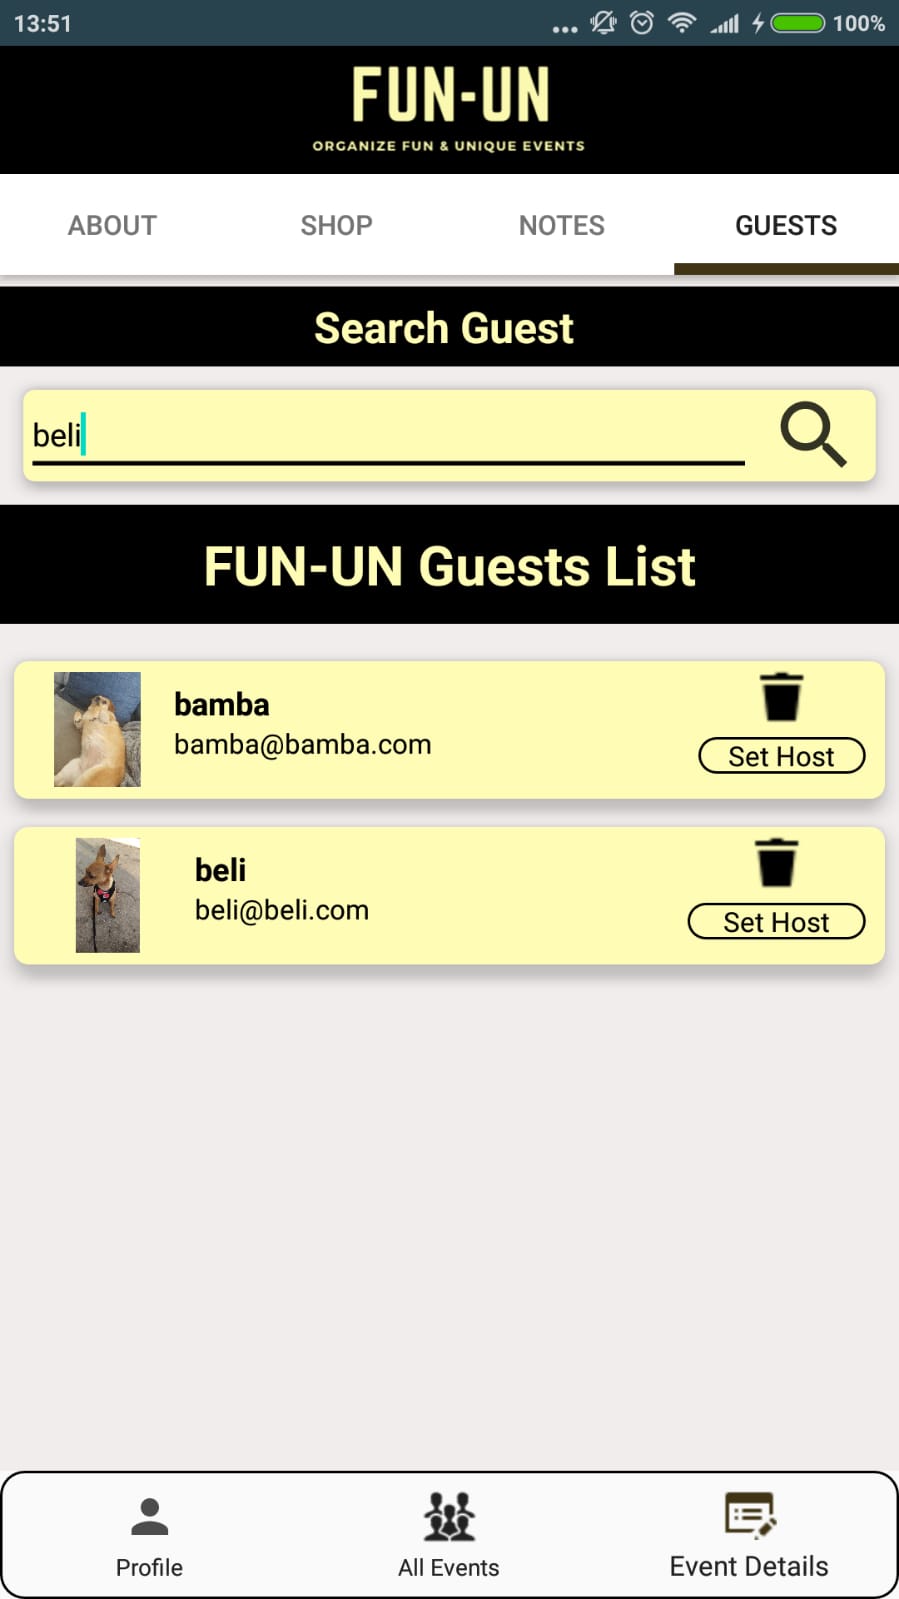 13:51 100%
FUN-UN
ORGANIZE FUN & UNIQUE EVENTS
ABOUT SHOP NOTES GUESTS
Search Guest
beli
FUN-UN Guests List
bamba
bamba@bamba.com
Set Host
beli
beli@beli.com
Set Host
Profile All Events Event Details